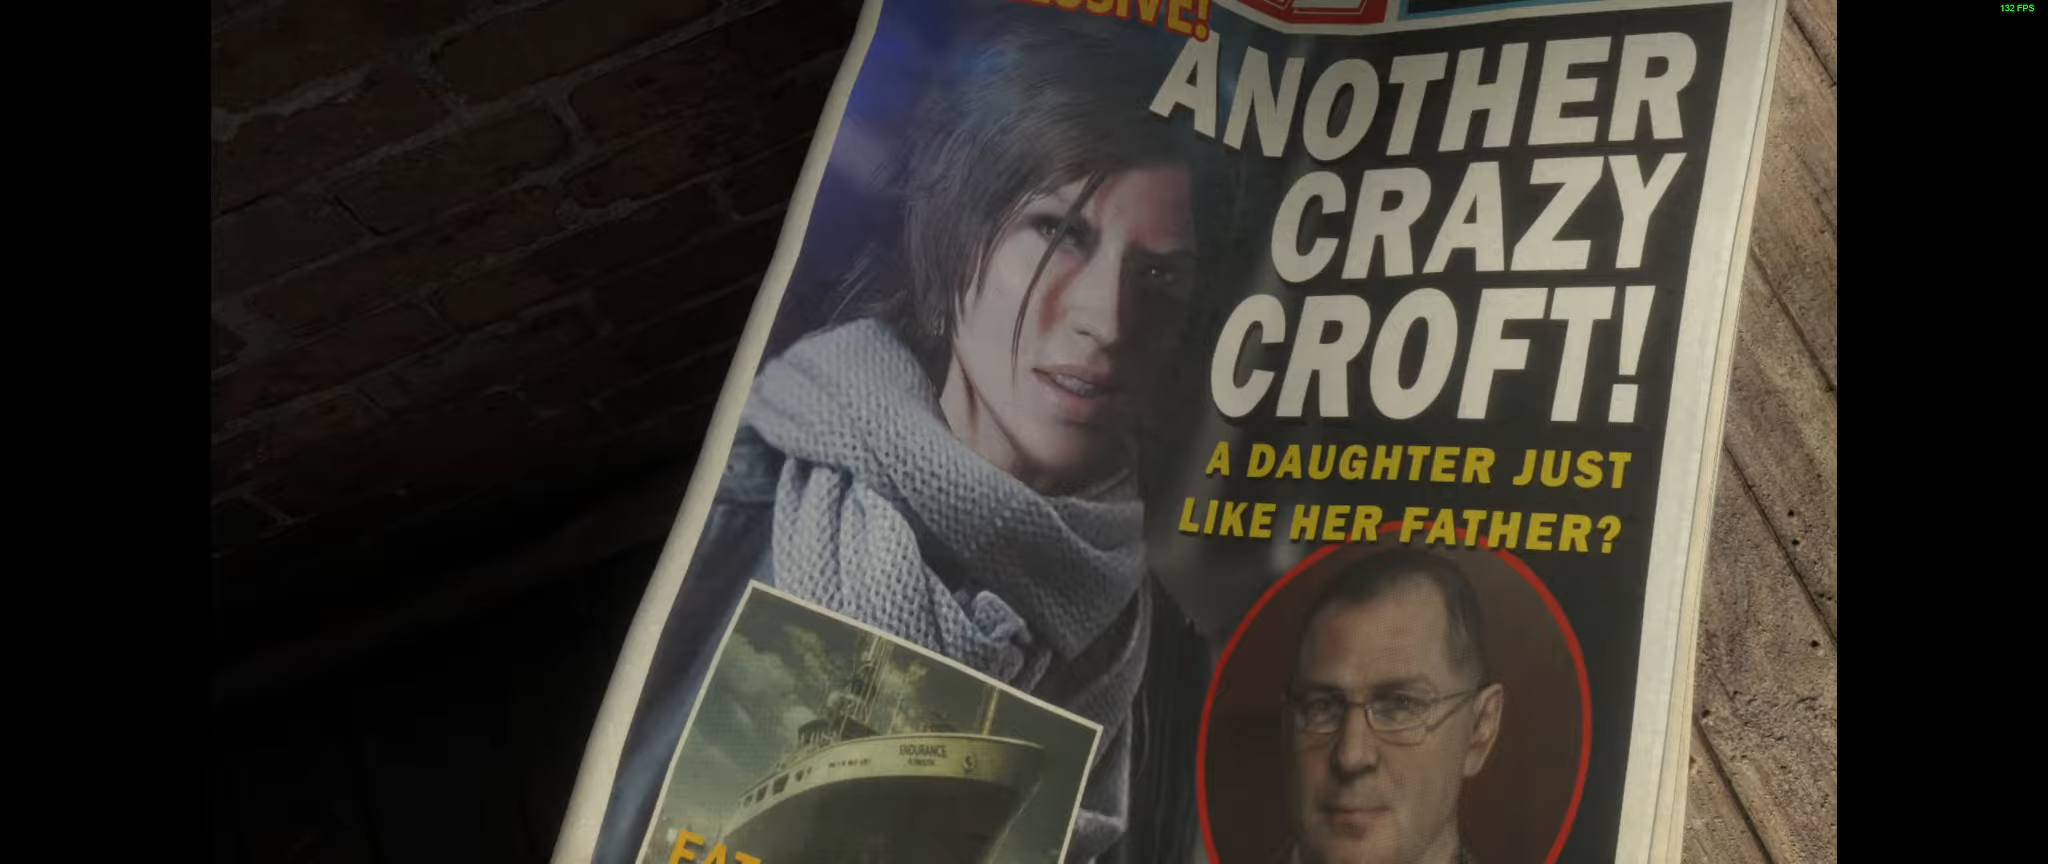 132 FPS
ANOTHER
CRAZY
CROFT!
A DAUGHTER JUST
LIKE HER FATHER?
ENDURANCE